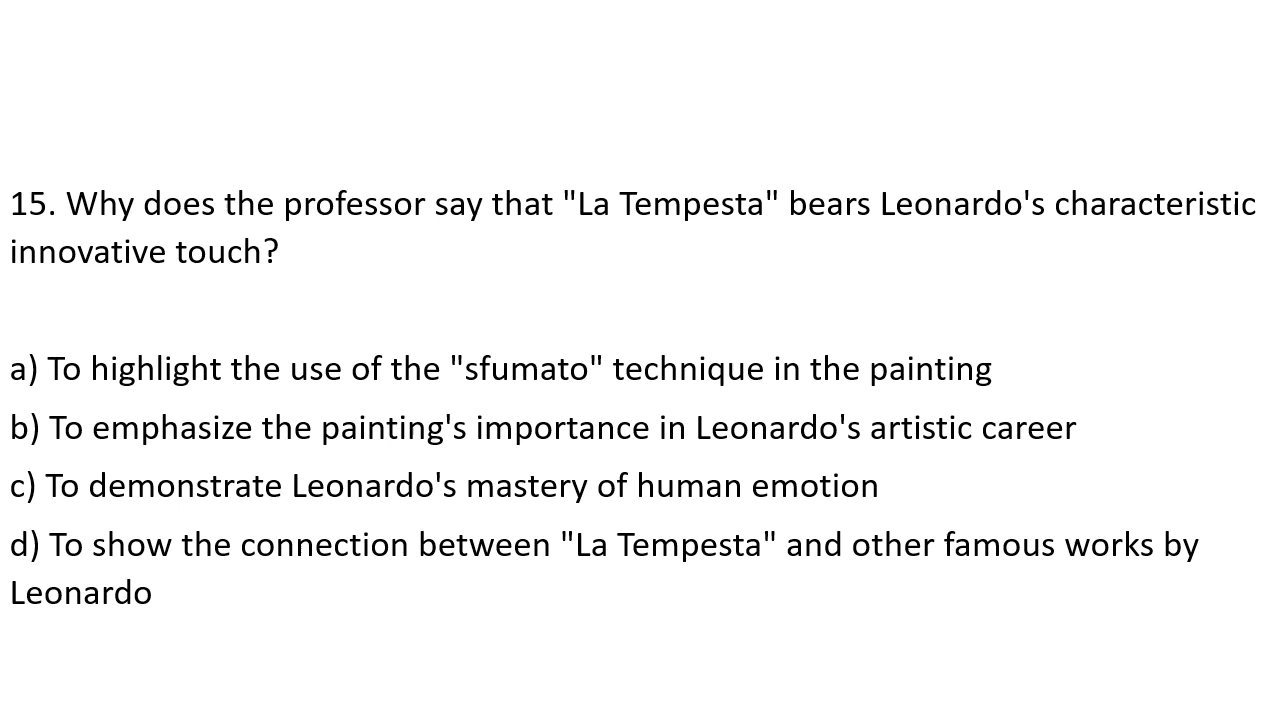 15. Why does the professor say that "La Tempesta" bears Leonardo's characteristic
innovative touch?
a) To highlight the use of the "sfumato" technique in the painting
b) To emphasize the painting's importance in Leonardo's artistic career
c) To demonstrate Leonardo's mastery of human emotion
d) To show the connection between "La Tempesta" and other famous works by
Leonardo